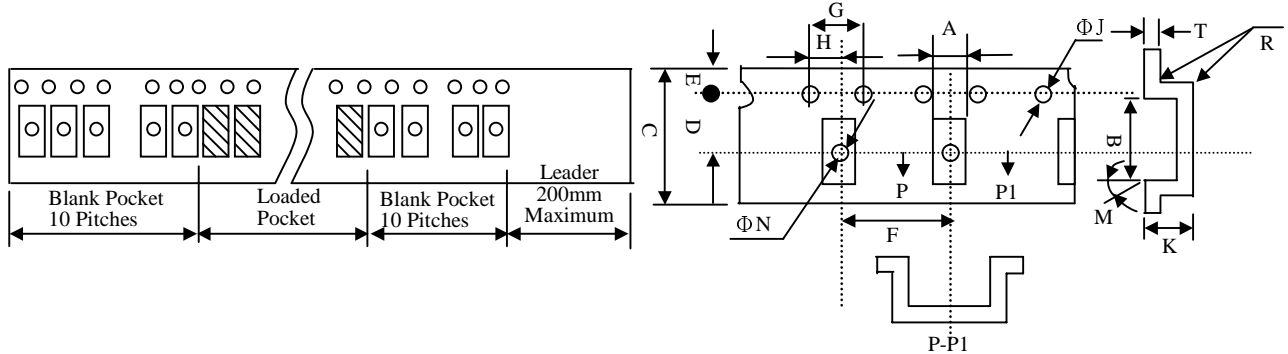 Blank Pocket
10 Pitches
Loaded
Pocket
Blank Pocket
10 Pitches
Leader
200mm
Maximum
G
H
A
ΦJ
T
R
E
C
D
B
P
P1
M
K
ΦN
F
P-P1